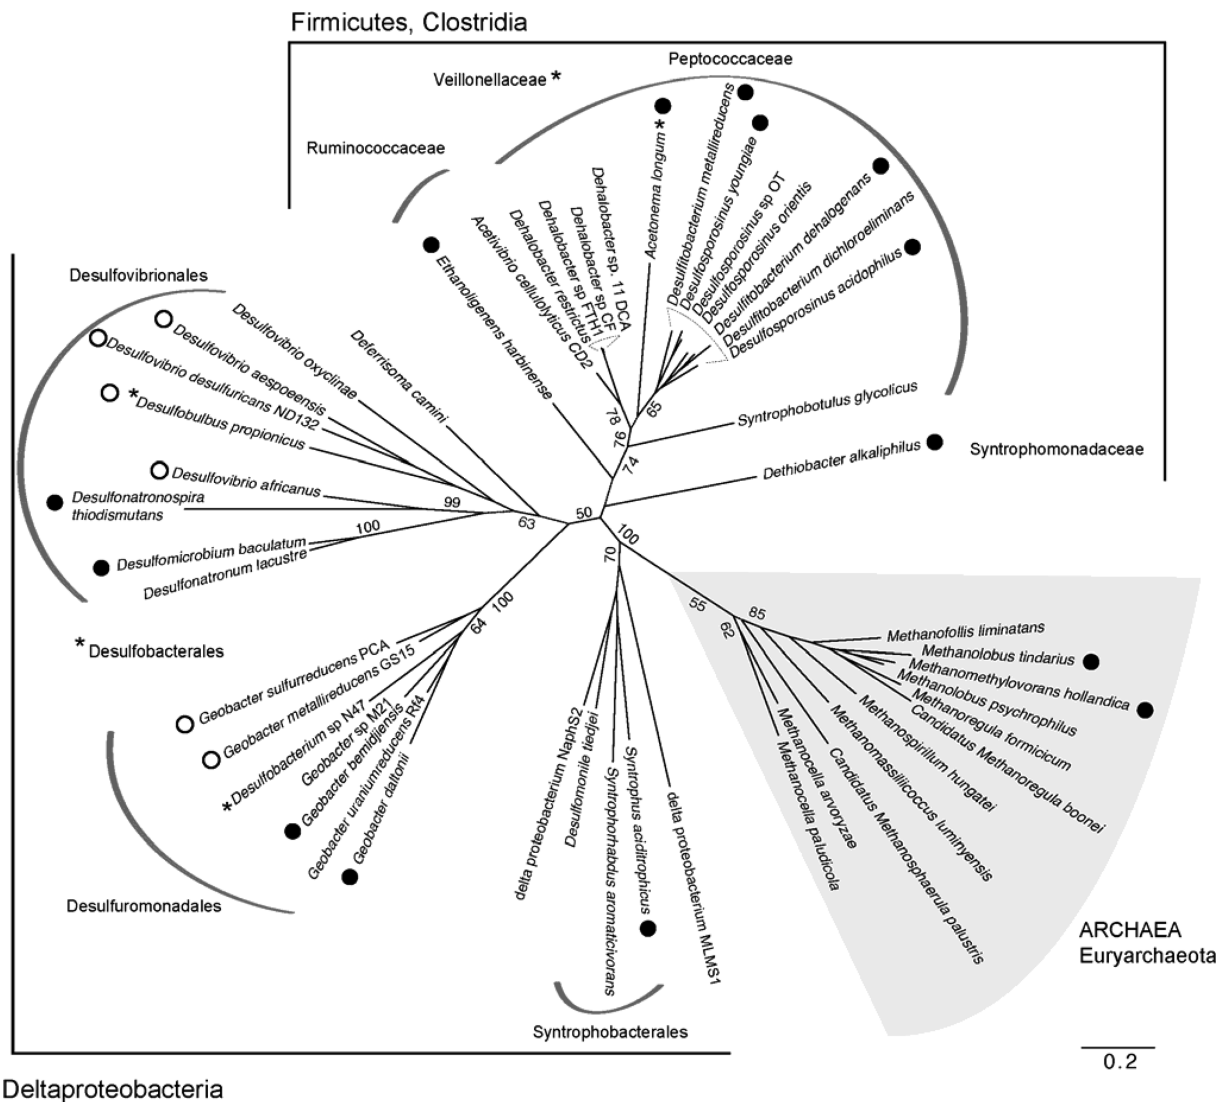 Firmicutes, Clostridia
Peptococcaceae
Veillonellaceae *
Ruminococcaceae
Ethanoligenens harbinense
Acetivibrio cellulolyticus CD2
Dehalobacter restrictus
Dehalobacter sp FTH1
Dehalobacter sp CF
Dehalobacter sp. 11 DCA
Acetonema longum *
Desulfitobacterium metallireducens
Desulfosporosinus youngiae
Desulfosporosinus sp OT
Desulfosporosinus orientis
Desulfitobacterium dehalogenans
Desulfitobacterium dichloroeliminans
Desulfosporosinus acidophilus
Syntrophobotulus glycolicus
Dethiobacter alkaliphilus
Syntrophomonadaceae
78
65
76
74
50
100
Desulfovibrionales
Deferrisoma camini
Desulfovibrio oxyclinae
Desulfovibrio aespoeensis
Desulfovibrio desulfuricans ND132
*Desulfobulbus propionicus
Desulfovibrio africanus
Desulfonatronospira
thiodismutans
Desulfomicrobium baculatum
Desulfonatronum lacustre
99
100
63
* Desulfobacterales
100
64
Geobacter sulfurreducens PCA
Geobacter metallireducens GS15
*Desulfobacterium sp N47
Geobacter sp M21
Geobacter bemidjiensis
Geobacter uraniumreducens Rf4
Geobacter daltonii
Desulfuromonadales
70
delta proteobacterium NaphS2
Desulfomonile tiedjei
Syntrophorhabdus aromaticivorans
Syntrophus aciditrophicus
delta proteobacterium MLMS1
Syntrophobacterales
55
62
85
Methanofollis liminatans
Methanolobus tindarius
Methanomethylovorans hollandica
Methanolobus psychrophilus
Methanoregula formicicum
Candidatus Methanoregula boonei
Methanospirillum hungatei
Methanomassiliicoccus luminyensis
Candidatus Methanosphaerula palustris
Methanocella arvoryzae
Methanocella paludicola
ARCHAEA
Euryarchaeota
0.2
Deltaproteobacteria